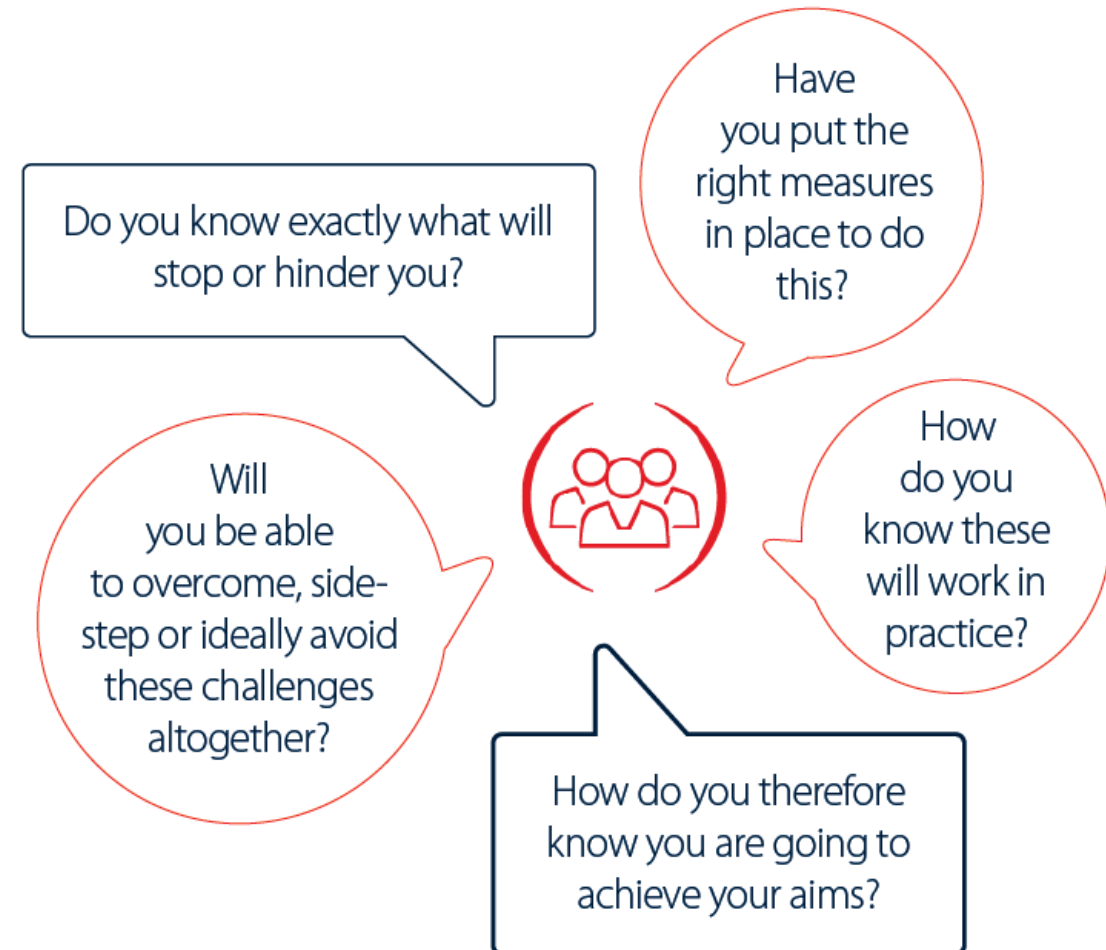 Do you know exactly what will
stop or hinder you?
Have
you put the
right measures
in place to do
this?
Will
you be able
to overcome, side-
step or ideally avoid
these challenges
altogether?
How
do you
know these
will work in
practice?
How do you therefore
know you are going to
achieve your aims?